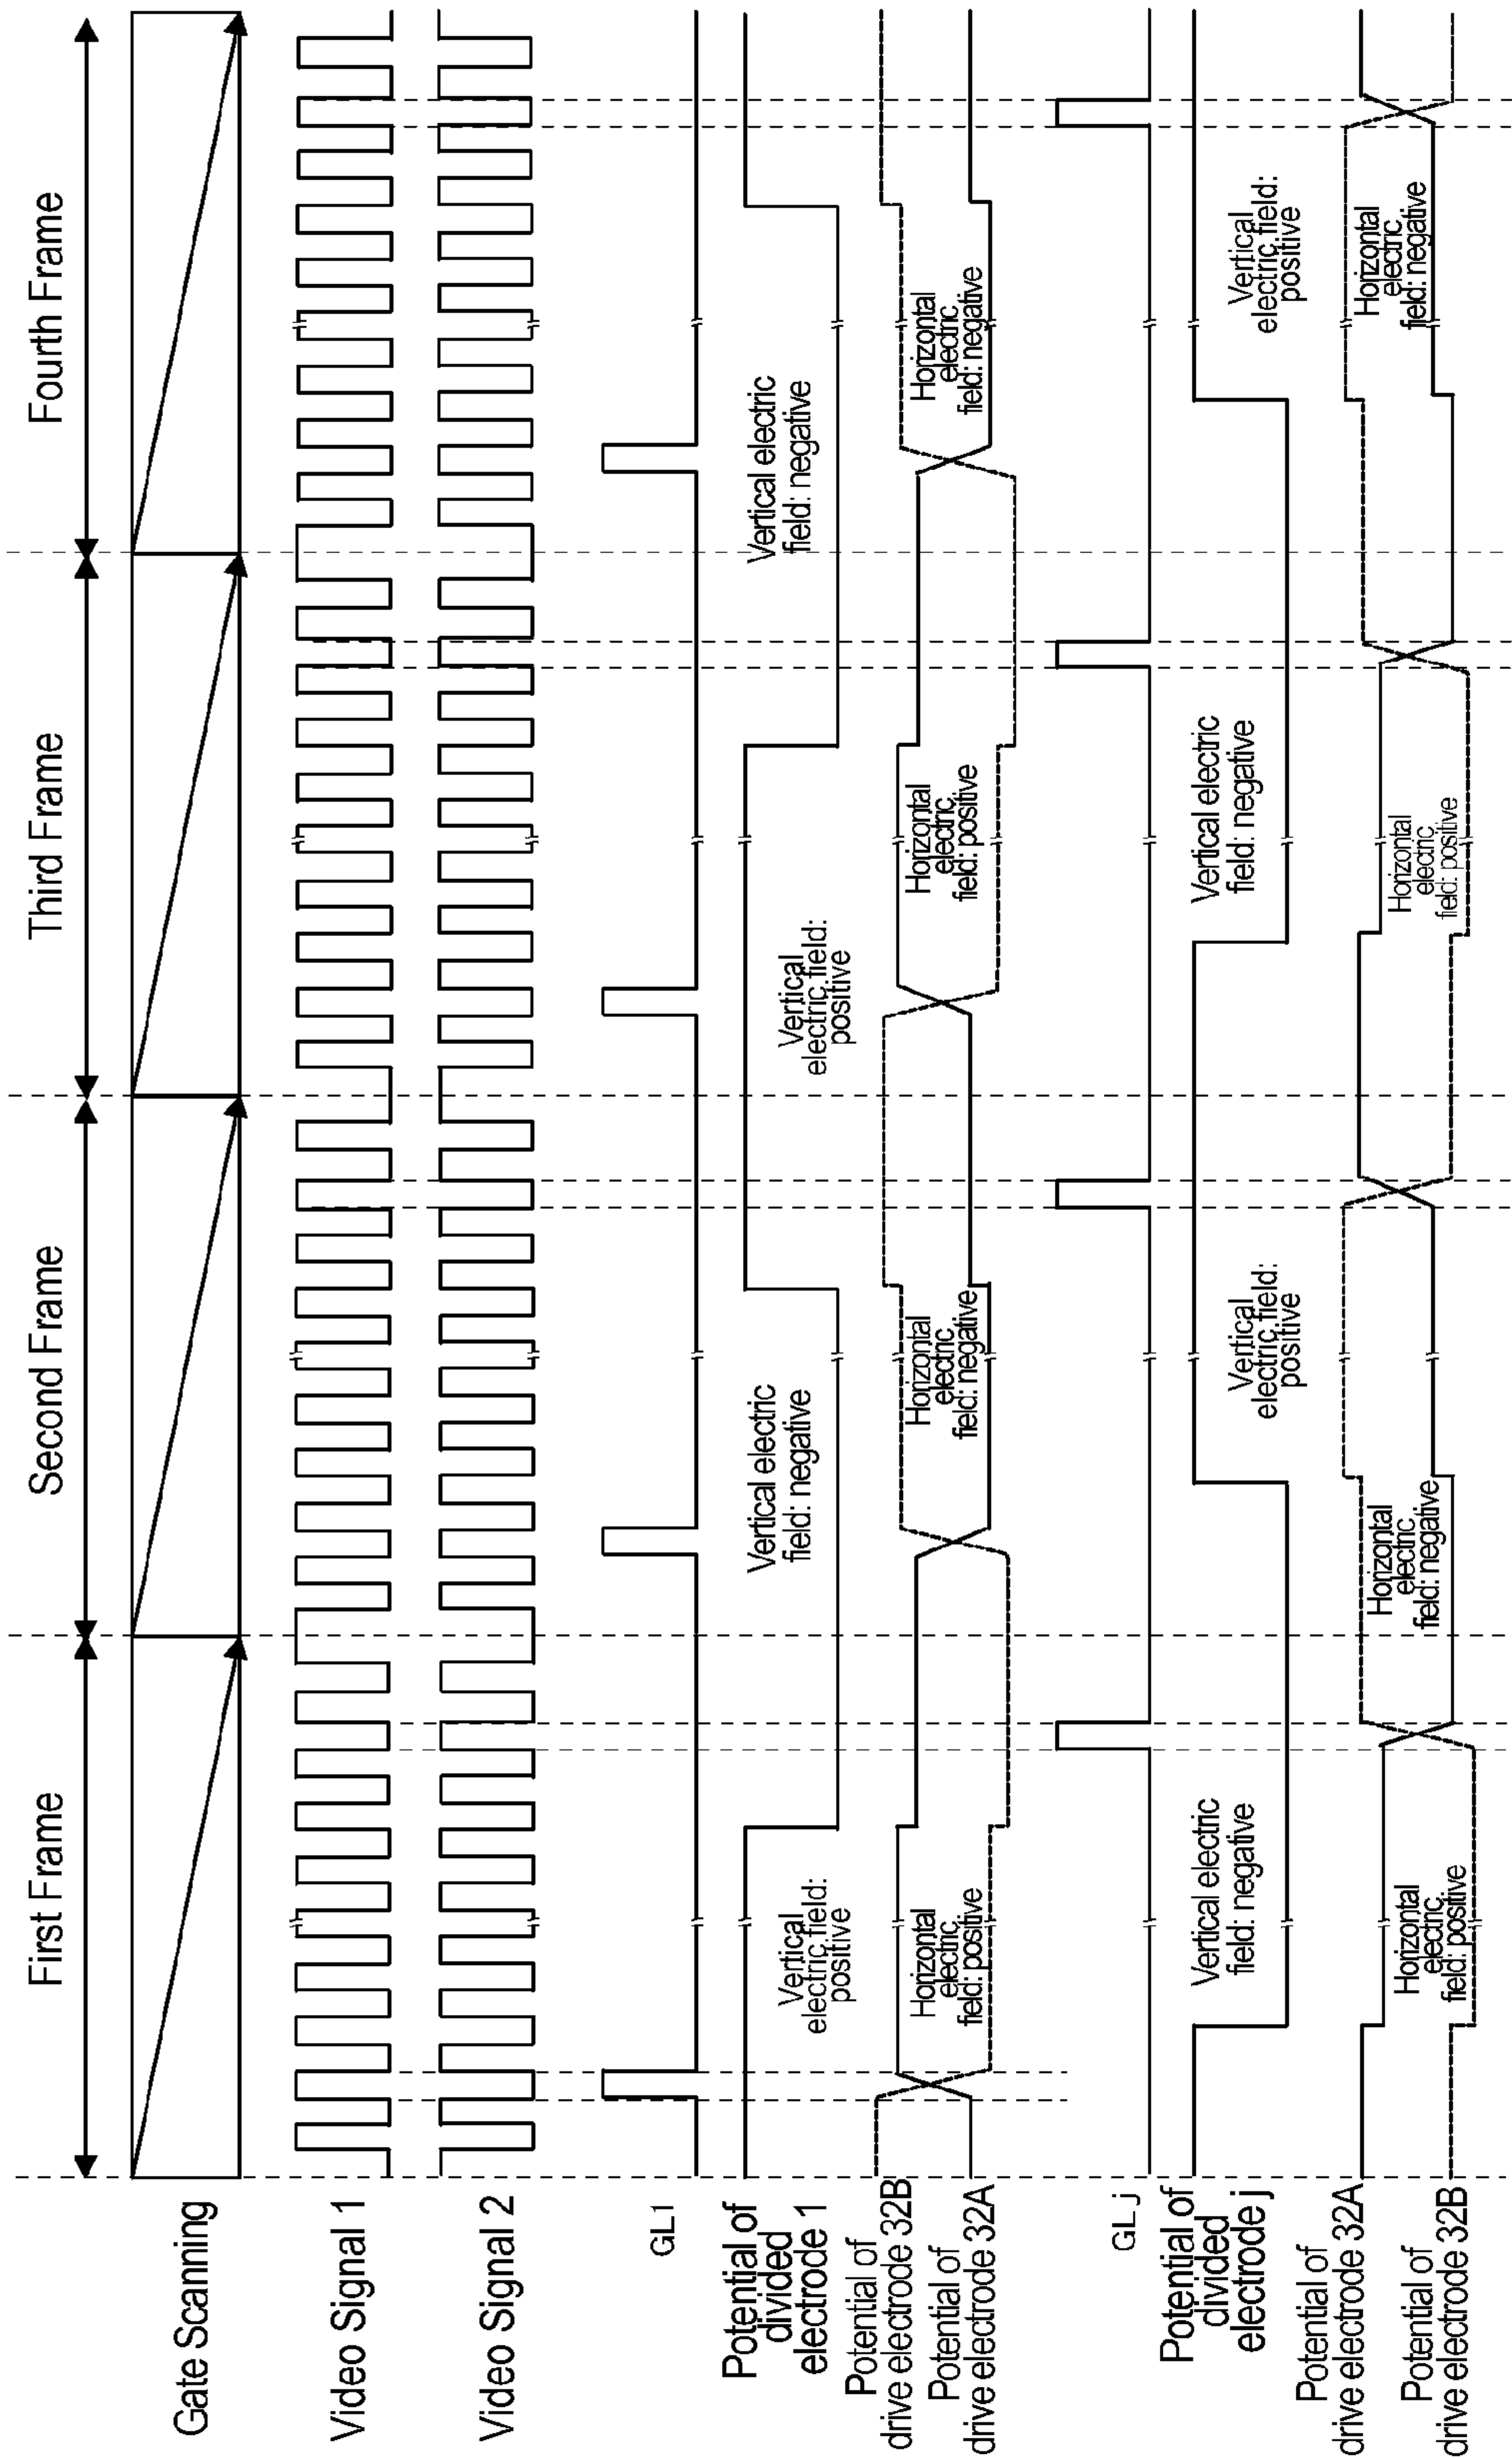 First Frame
Second Frame
Third Frame
Fourth Frame
Gate Scanning
Video Signal 1
Video Signal 2
GL1
Potential of
divided
electrode 1
Vertical
electric field:
positive
Vertical electric
field: negative
Vertical
electric field:
positive
Vertical electric
field: negative
Potential of
drive electrode 32B
Potential of
drive electrode 32A
Horizontal
electric
field: positive
Horizontal
electric
field: negative
Horizontal
electric
field: positive
Horizontal
electric
field: negative
GL j
Potential of
divided
electrode j
Vertical electric
field: negative
Vertical
electric field:
positive
Vertical electric
field: negative
Vertical
electric field:
positive
Potential of
drive electrode 32A
Potential of
drive electrode 32B
Horizontal
electric
field: positive
Horizontal
electric
field: negative
Horizontal
electric
field: positive
Horizontal
electric
field: negative